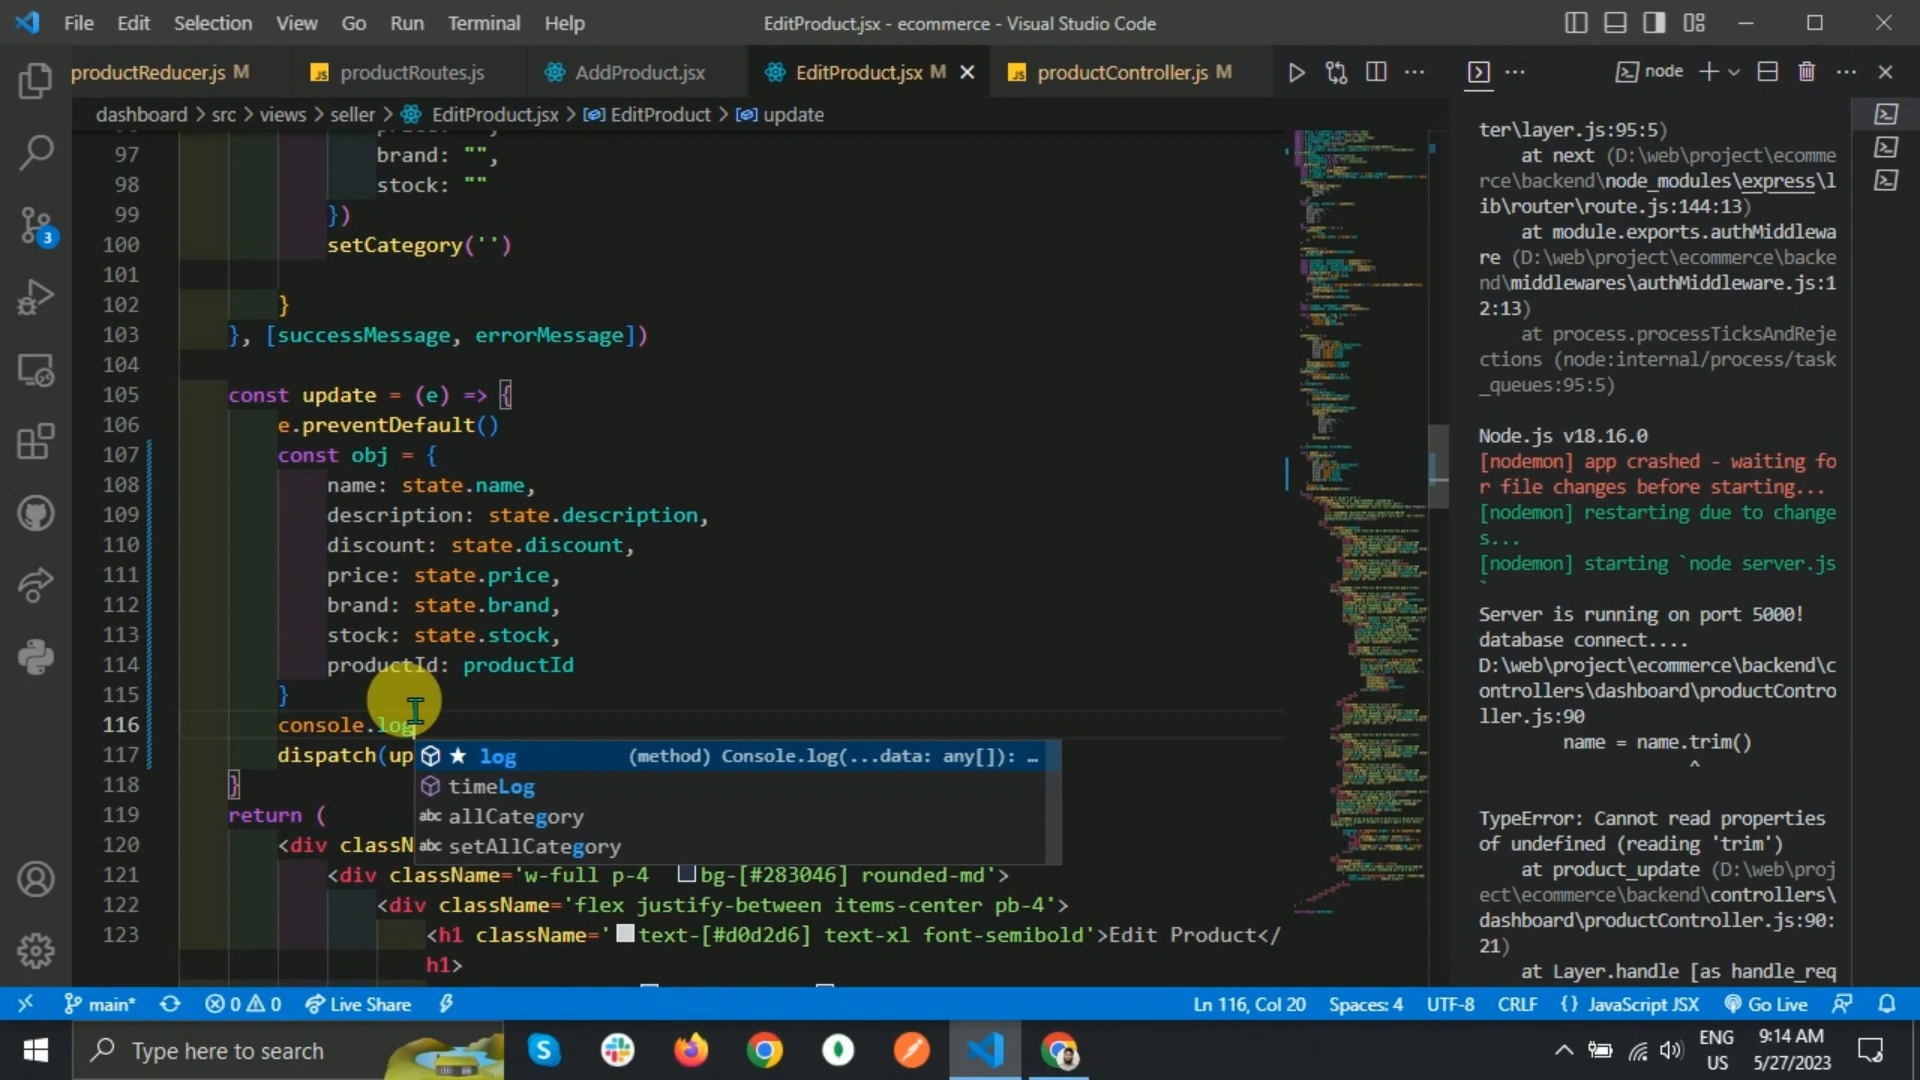 File Edit Selection View Go Run Terminal Help
EditProduct.jsx - ecommerce - Visual Studio Code
productReducer.js M
productRoutes.js
AddProduct.jsx
EditProduct.jsx M
productController.js M
node
dashboard > src > views > seller > EditProduct.jsx > EditProduct > update
97 brand: "",
98 stock: ""
99 })
100 setCategory('')
101
102 }
103 }, [successMessage, errorMessage])
104
105 const update = (e) => {
106 e.preventDefault()
107 const obj = {
108 name: state.name,
109 description: state.description,
110 discount: state.discount,
111 price: state.price,
112 brand: state.brand,
113 stock: state.stock,
114 productId: productId
115 }
116 console.log
117 dispatch(up
log (method) Console.log(...data: any[]): …
timeLog
abc allCategory
abc setAllCategory
118 }
119 return (
120 <div classN
121 <div className='w-full p-4 bg-[#283046] rounded-md'>
122 <div className='flex justify-between items-center pb-4'>
123 <h1 className='text-[#d0d2d6] text-xl font-semibold'>Edit Product</
h1>
ter\layer.js:95:5)
at next (D:\web\project\ecomme
rce\backend\node_modules\express\l
ib\router\route.js:144:13)
at module.exports.authMiddlewa
re (D:\web\project\ecommerce\backe
nd\middlewares\authMiddleware.js:1
2:13)
at process.processTicksAndReje
ctions (node:internal/process/task
_queues:95:5)
Node.js v18.16.0
[nodemon] app crashed - waiting fo
r file changes before starting...
[nodemon] restarting due to change
s...
[nodemon] starting `node server.js
`
Server is running on port 5000!
database connect....
D:\web\project\ecommerce\backend\c
ontrollers\dashboard\productContro
ller.js:90
name = name.trim()
^
TypeError: Cannot read properties
of undefined (reading 'trim')
at product_update (D:\web\proj
ect\ecommerce\backend\controllers\
dashboard\productController.js:90:
21)
at Layer.handle [as handle_req
3
main* 0 0 Live Share
Ln 116, Col 20 Spaces: 4 UTF-8 CRLF {} JavaScript JSX Go Live
Type here to search
ENG
US
9:14 AM
5/27/2023